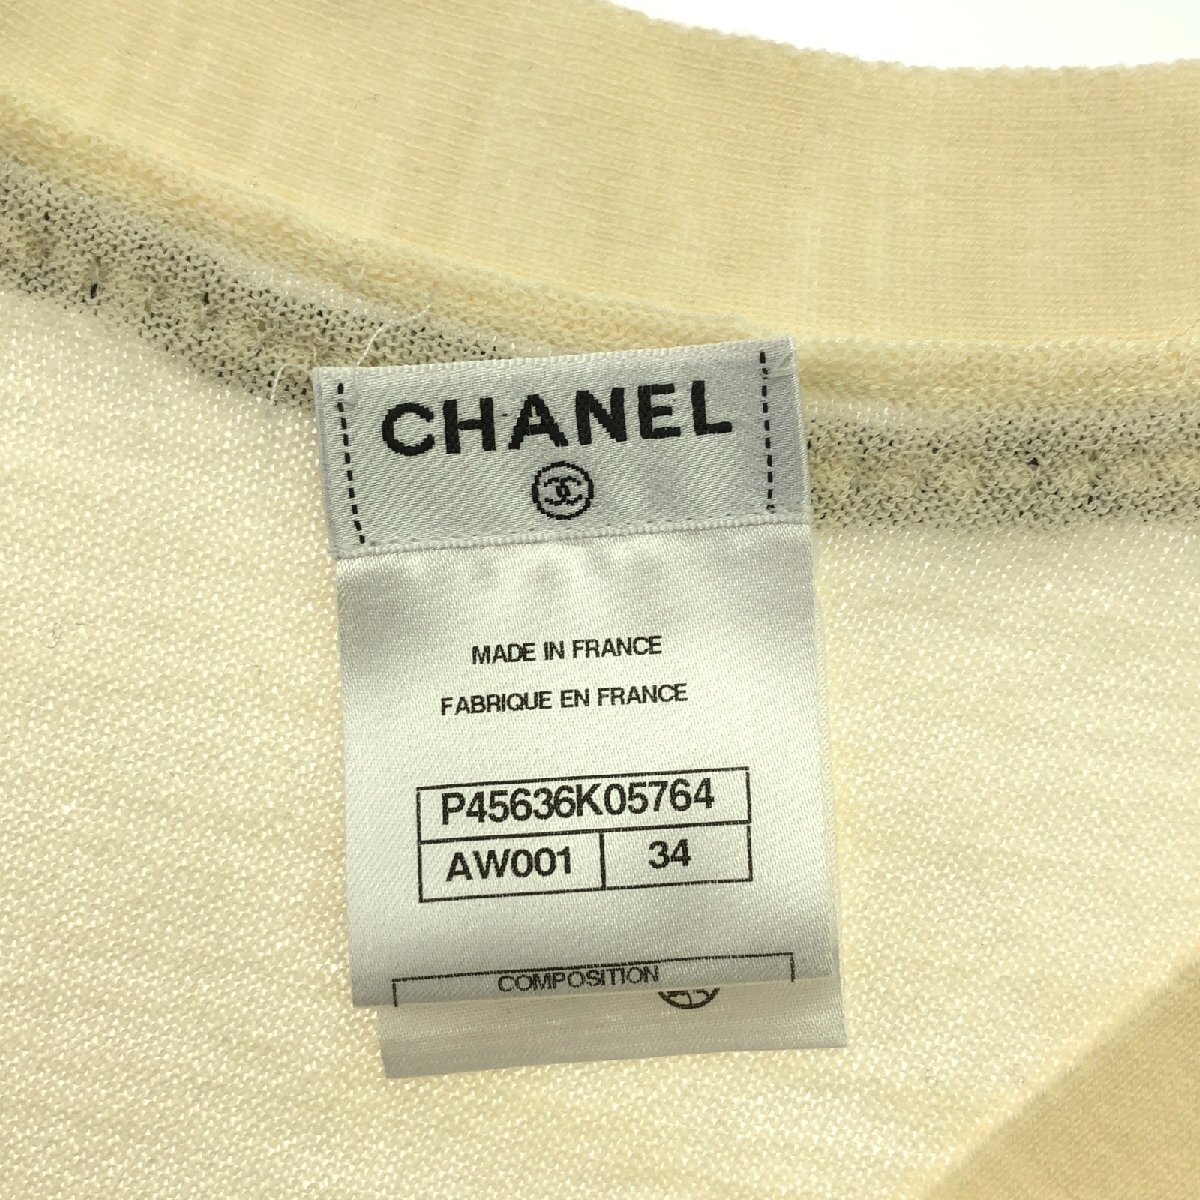 CHANEL
MADE IN FRANCE
FABRIQUE EN FRANCE
P45636K05764
AW001 34
COMPOSITION